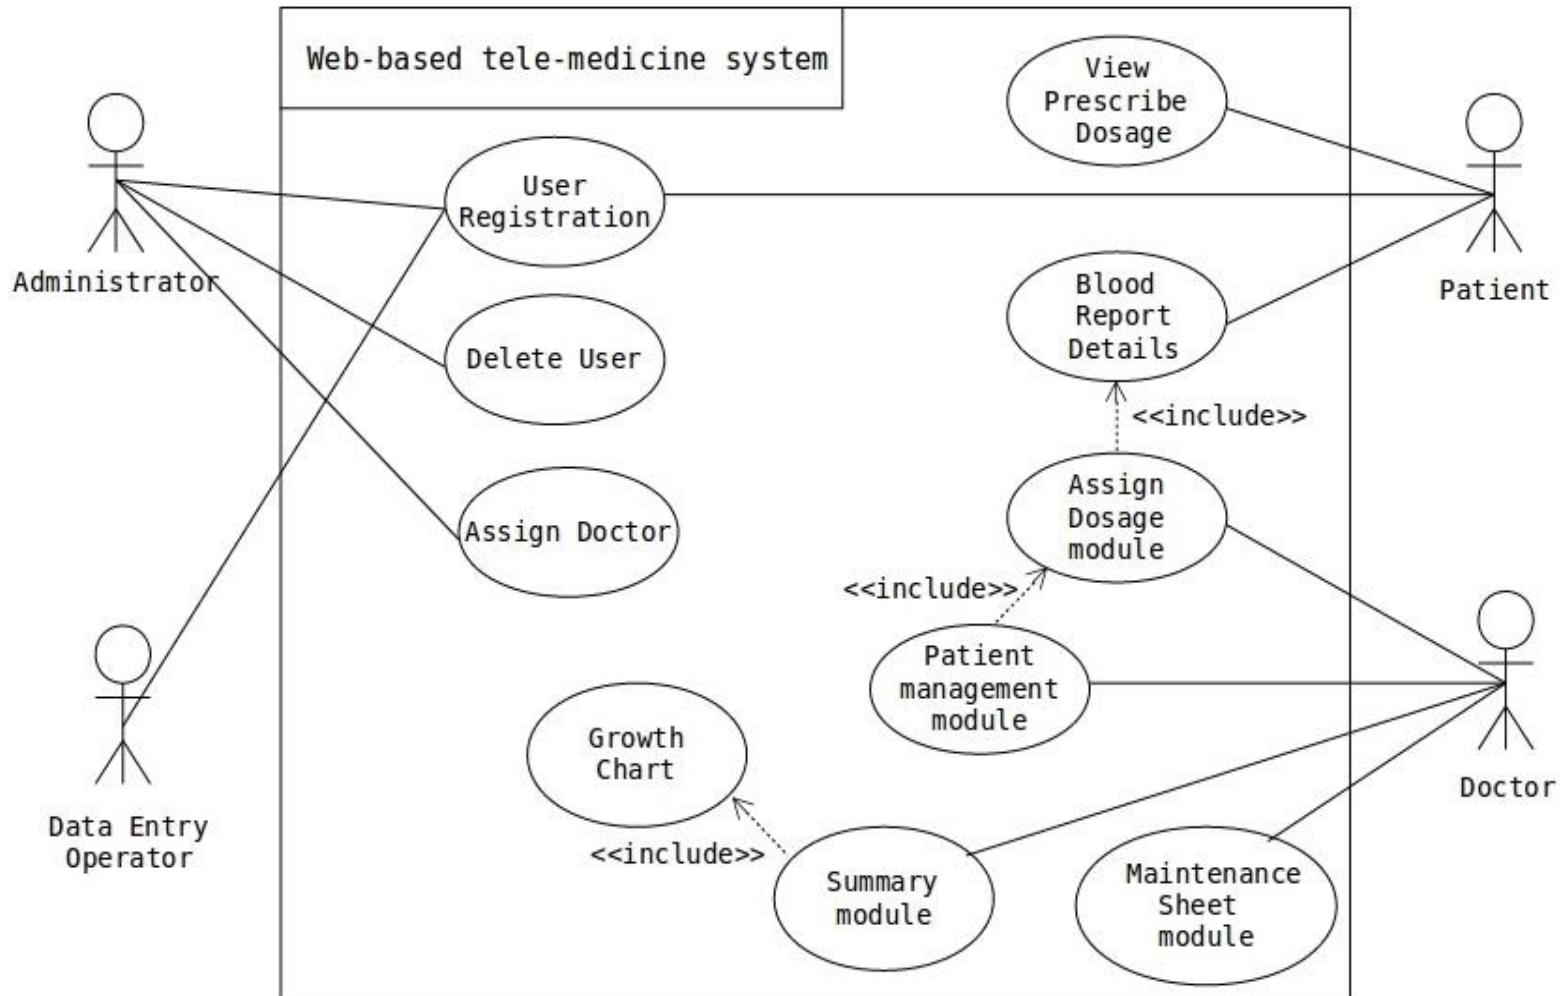 Web-based tele-medicine system
View
Prescribe
Dosage
User
Registration
Administrator
Patient
Blood
Report
Details
Delete User
<<include>>
Assign
Dosage
module
Assign Doctor
<<include>>
Patient
management
module
Growth
Chart
Doctor
Data Entry
Operator
<<include>>
Summary
module
Maintenance
Sheet
module